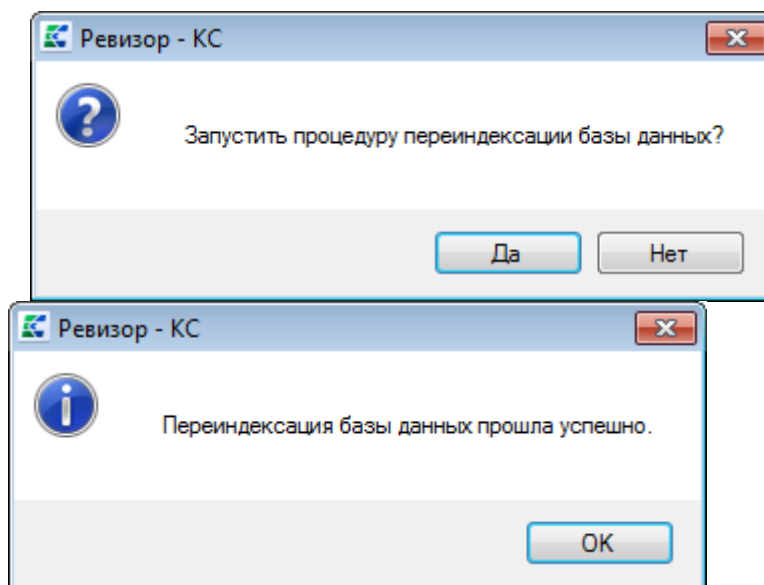 Ревизор - КС
Запустить процедуру переиндексации базы данных?
Да Нет
Ревизор - КС
Переиндексация базы данных прошла успешно.
OK